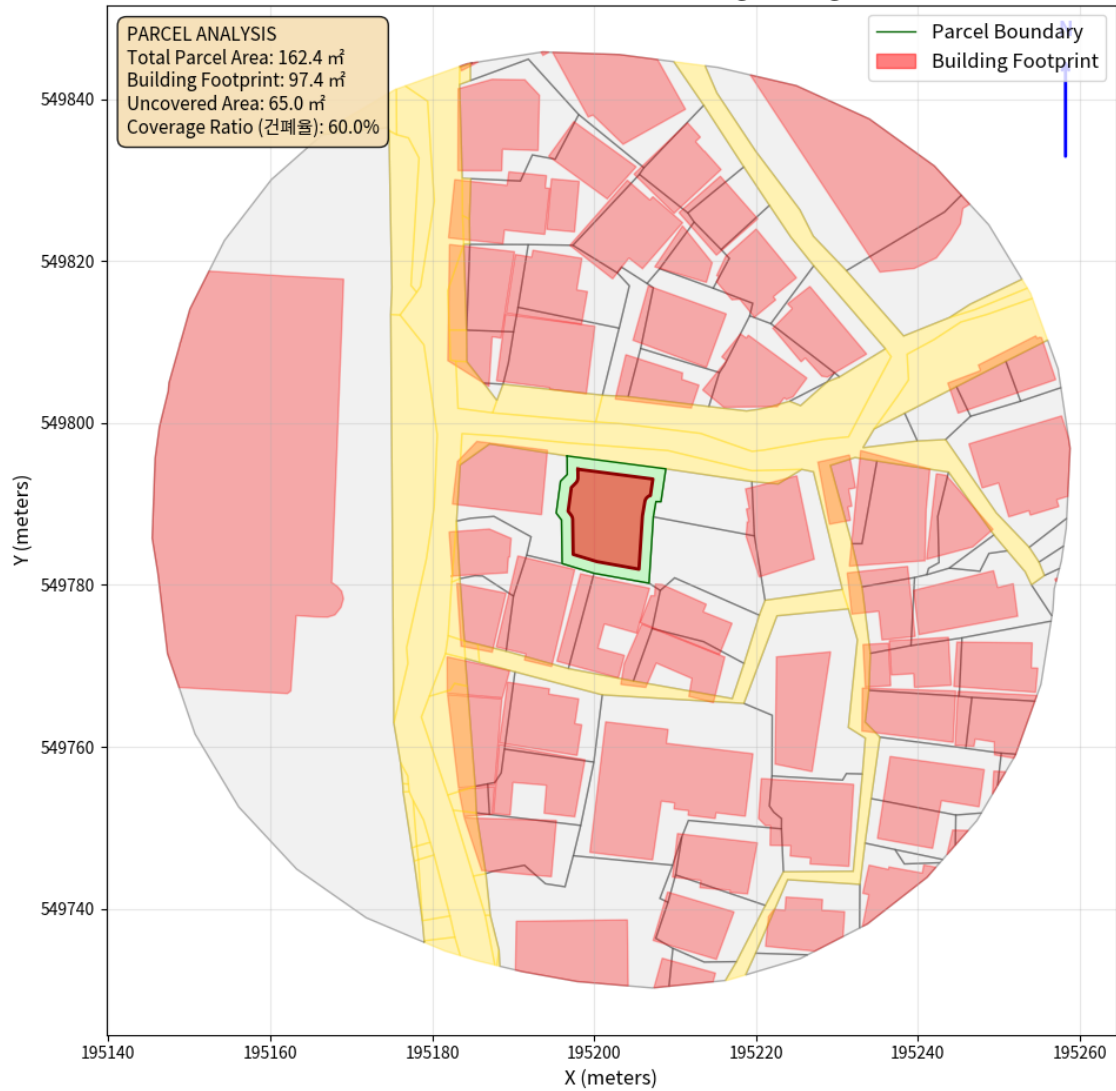 PARCEL ANALYSIS
Total Parcel Area: 162.4 ㎡
Building Footprint: 97.4 ㎡
Uncovered Area: 65.0 ㎡
Coverage Ratio (건폐율): 60.0%
N
Parcel Boundary
Building Footprint
549840
549820
549800
549780
549760
549740
Y (meters)
195140
195160
195180
195200
195220
195240
195260
X (meters)